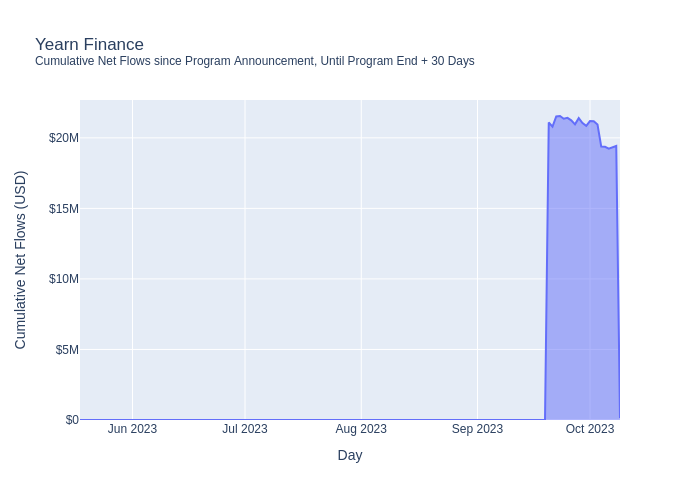 Yearn Finance
Cumulative Net Flows since Program Announcement, Until Program End + 30 Days
Cumulative Net Flows (USD)
$20M
$15M
$10M
$5M
$0
Jun 2023
Jul 2023
Aug 2023
Sep 2023
Oct 2023
Day